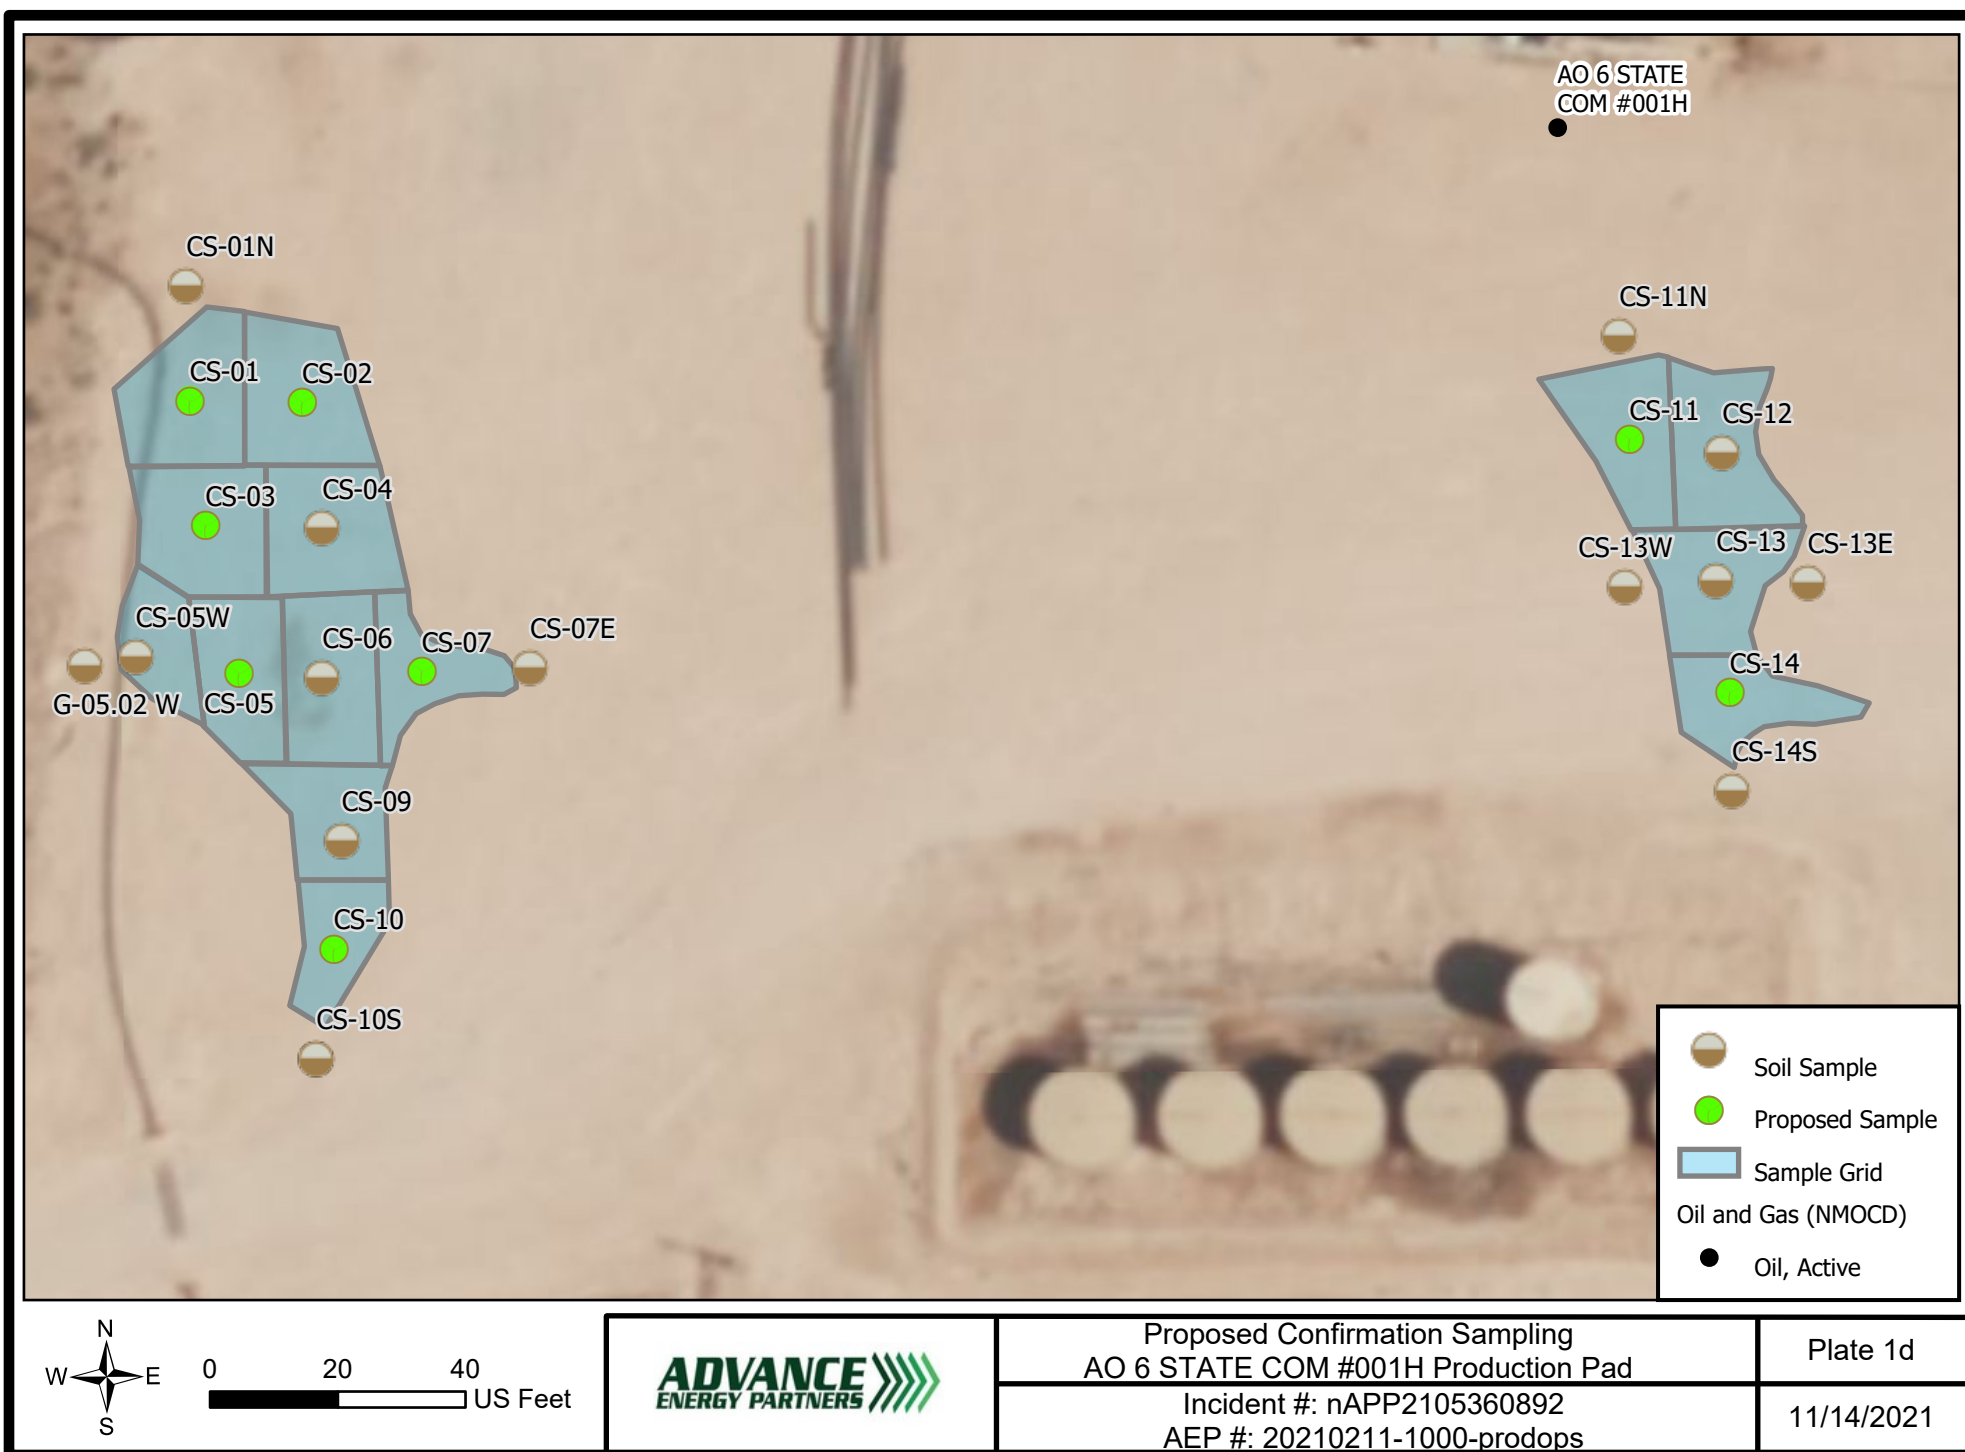 AO 6 STATE
COM #001H
CS-01N
CS-11N
CS-01
CS-02
CS-11
CS-12
CS-03
CS-04
CS-13W
CS-13
CS-13E
CS-05W
CS-06
CS-07
CS-07E
CS-14
G-05.02 W
CS-05
CS-14S
CS-09
CS-10
CS-10S
Soil Sample
Proposed Sample
Sample Grid
Oil and Gas (NMOCD)
Oil, Active
N
W
E
S
0
20
40
US Feet
ADVANCE
ENERGY PARTNERS
Proposed Confirmation Sampling
AO 6 STATE COM #001H Production Pad
Incident #: nAPP2105360892
AEP #: 20210211-1000-prodops
Plate 1d
11/14/2021